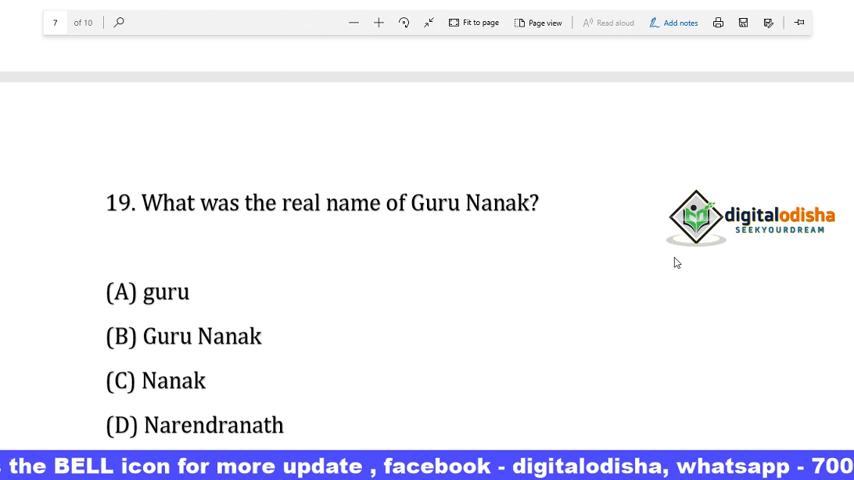 7 of 10 Fit to page Page view Read aloud Add notes
19. What was the real name of Guru Nanak?
digitalodisha
SEEKYOURDREAM
(A) guru
(B) Guru Nanak
(C) Nanak
(D) Narendranath
the BELL icon for more update , facebook - digitalodisha, whatsapp - 700